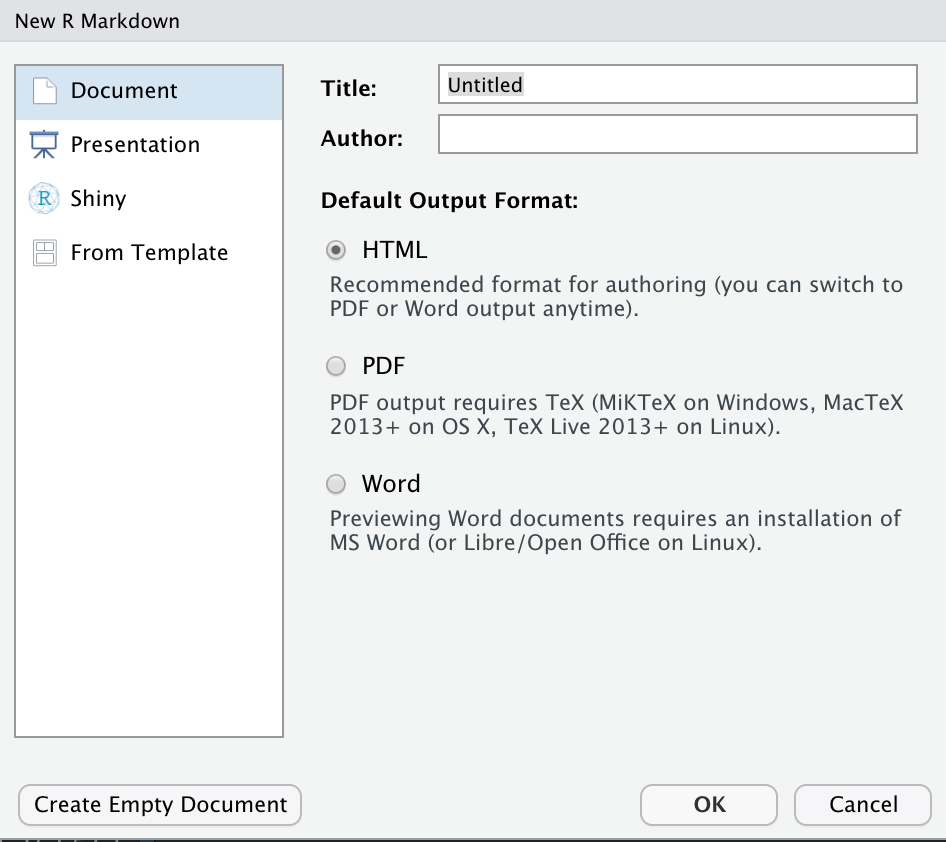 New R Markdown
Document
Presentation
R
Shiny
From Template
Title:
Untitled
Author:
Default Output Format:
HTML
Recommended format for authoring (you can switch to
PDF or Word output anytime).
PDF
PDF output requires TeX (MiKTeX on Windows, MacTeX
2013+ on OS X, TeX Live 2013+ on Linux).
Word
Previewing Word documents requires an installation of
MS Word (or Libre/Open Office on Linux).
Create Empty Document
OK
Cancel